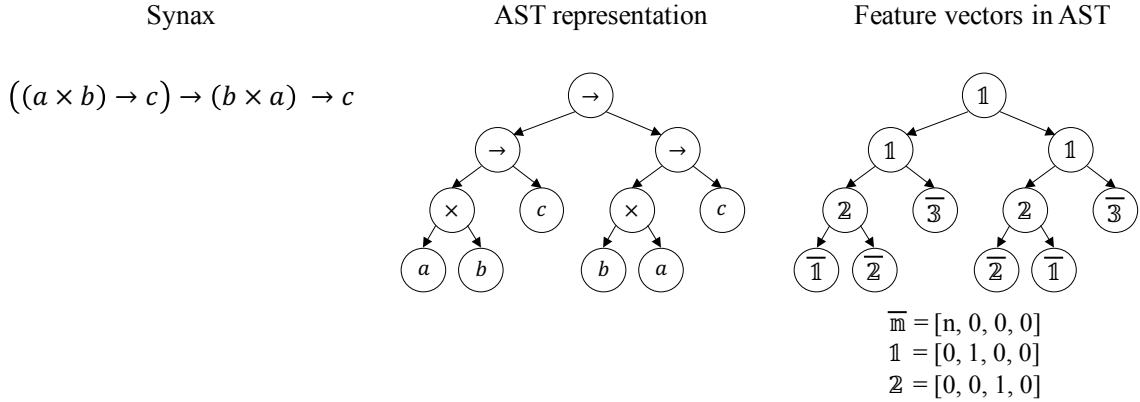 Synax
AST representation
Feature vectors in AST
((𝑎 × 𝑏) → 𝑐) → (𝑏 × 𝑎) → 𝑐
→
→ →
× 𝑐 × 𝑐
𝑎 𝑏 𝑏 𝑎
𝟙
𝟙 𝟙
𝟚 𝟛̅ 𝟚 𝟛̅
𝟙̅ 𝟚̅ 𝟚̅ 𝟙̅
𝕟̅ = [n, 0, 0, 0]
𝟙 = [0, 1, 0, 0]
𝟚 = [0, 0, 1, 0]